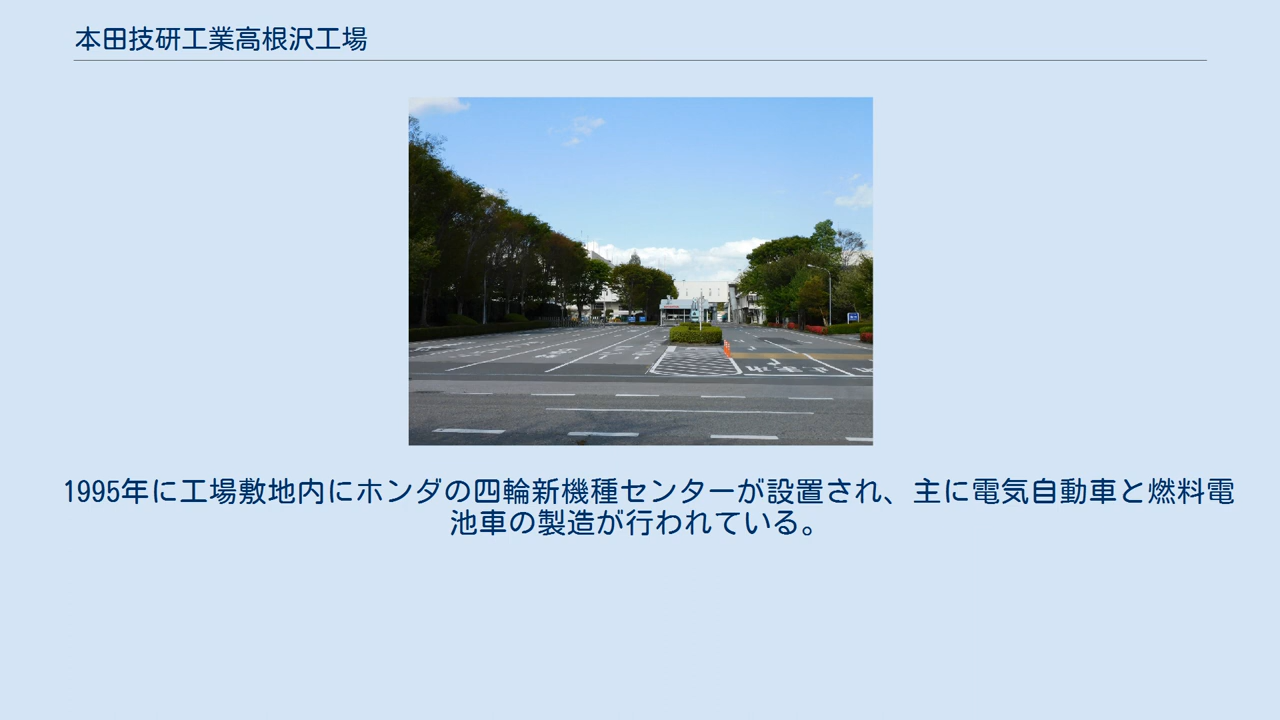 本田技研工業高根沢工場
1995年に工場敷地内にホンダの四輪新機種センターが設置され、主に電気自動車と燃料電
池車の製造が行われている。